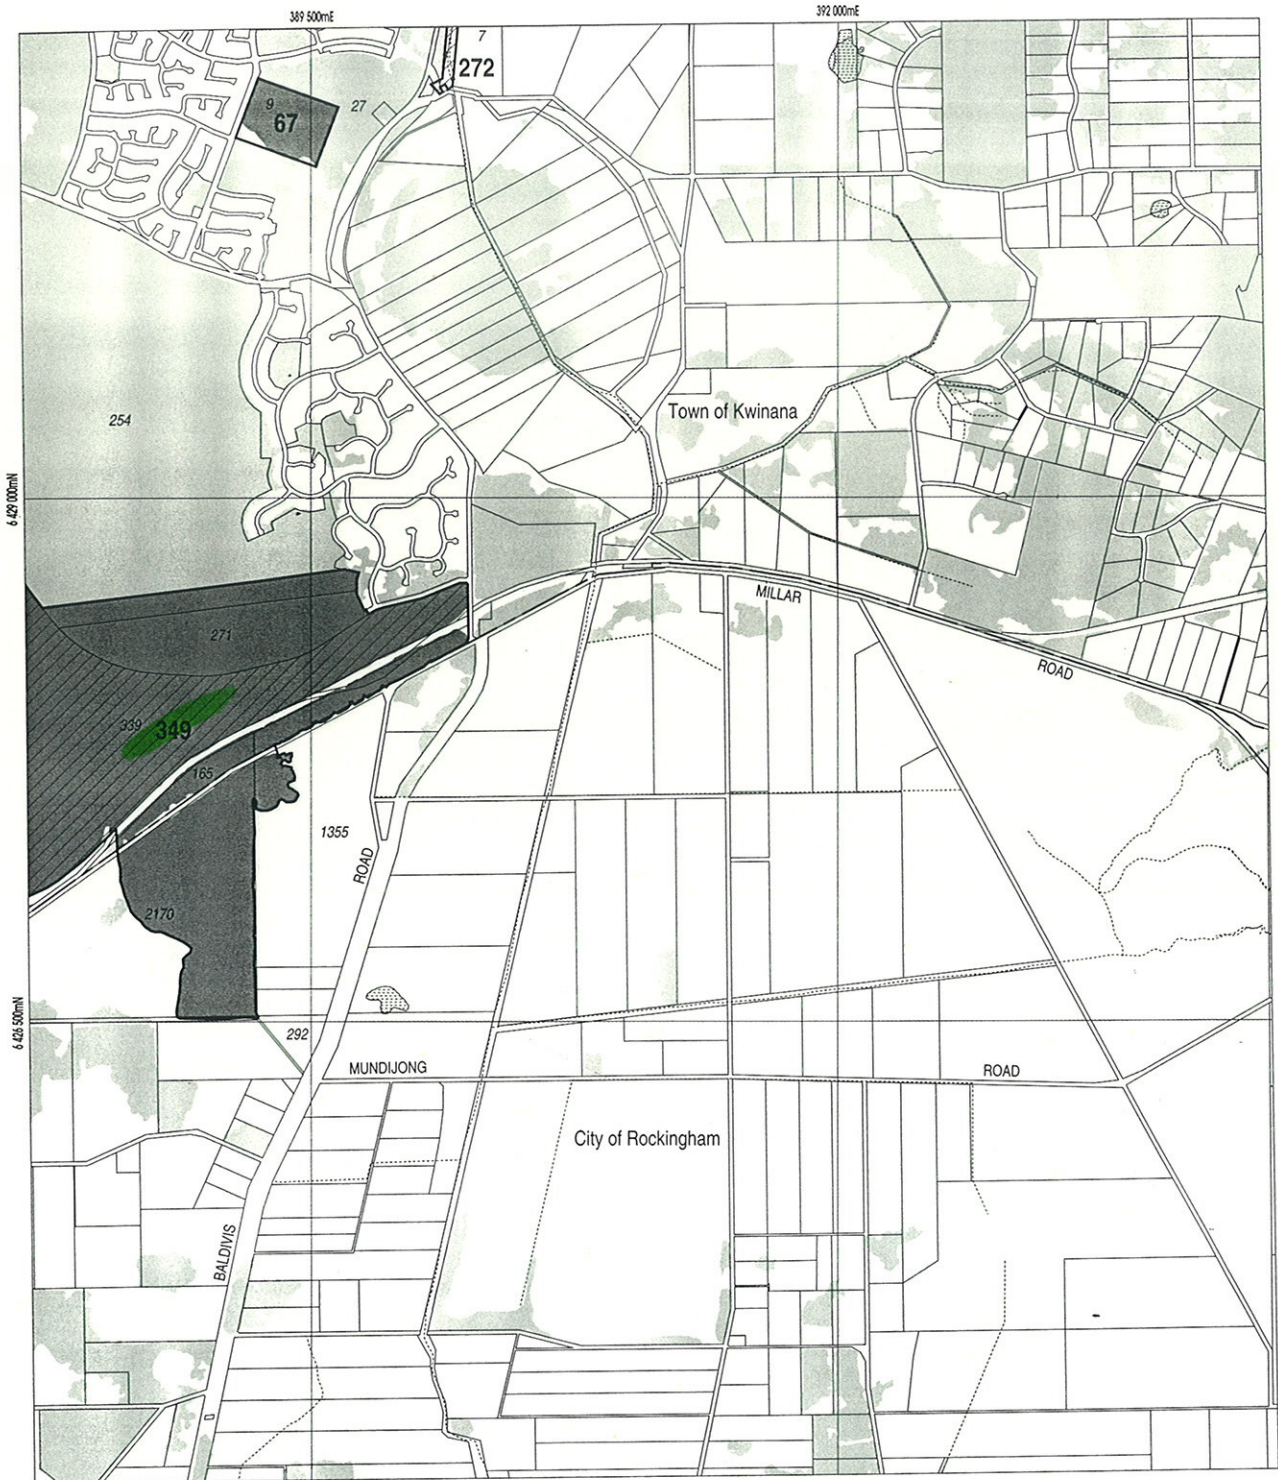 389 500mE
392 000mE
7
272
9
67
27
254
Town of Kwinana
6 429 000mN
MILLAR
ROAD
271
339
349
165
1355
ROAD
2170
292
6 426 500mN
MUNDIJONG
ROAD
City of Rockingham
BALDIVIS